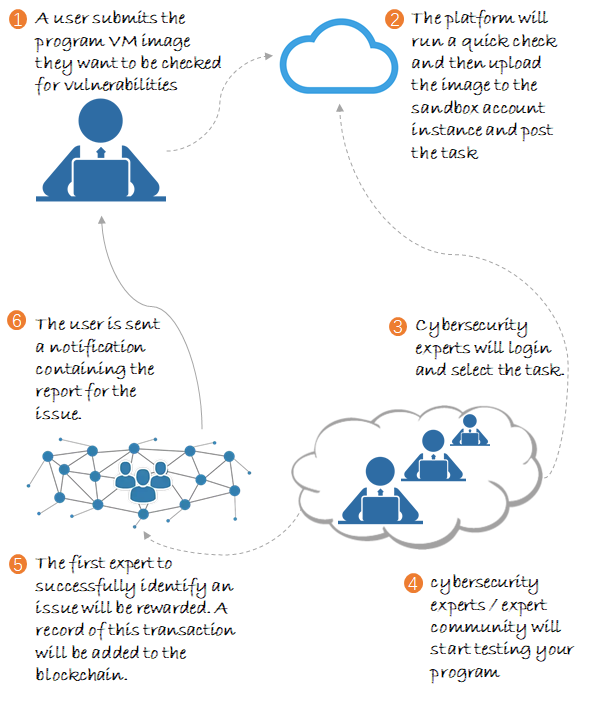 1 A user submits the
program VM image
they want to be checked
for vulnerabilities
2 The platform will
run a quick check
and then upload
the image to the
sandbox account
instance and post
the task
3 Cybersecurity
experts will login
and select the task.
4 cybersecurity
experts / expert
community will
start testing your
program
5 The first expert to
successfully identify an
issue will be rewarded. A
record of this transaction
will be added to the
blockchain.
6 The user is sent
a notification
containing the
report for the
issue.